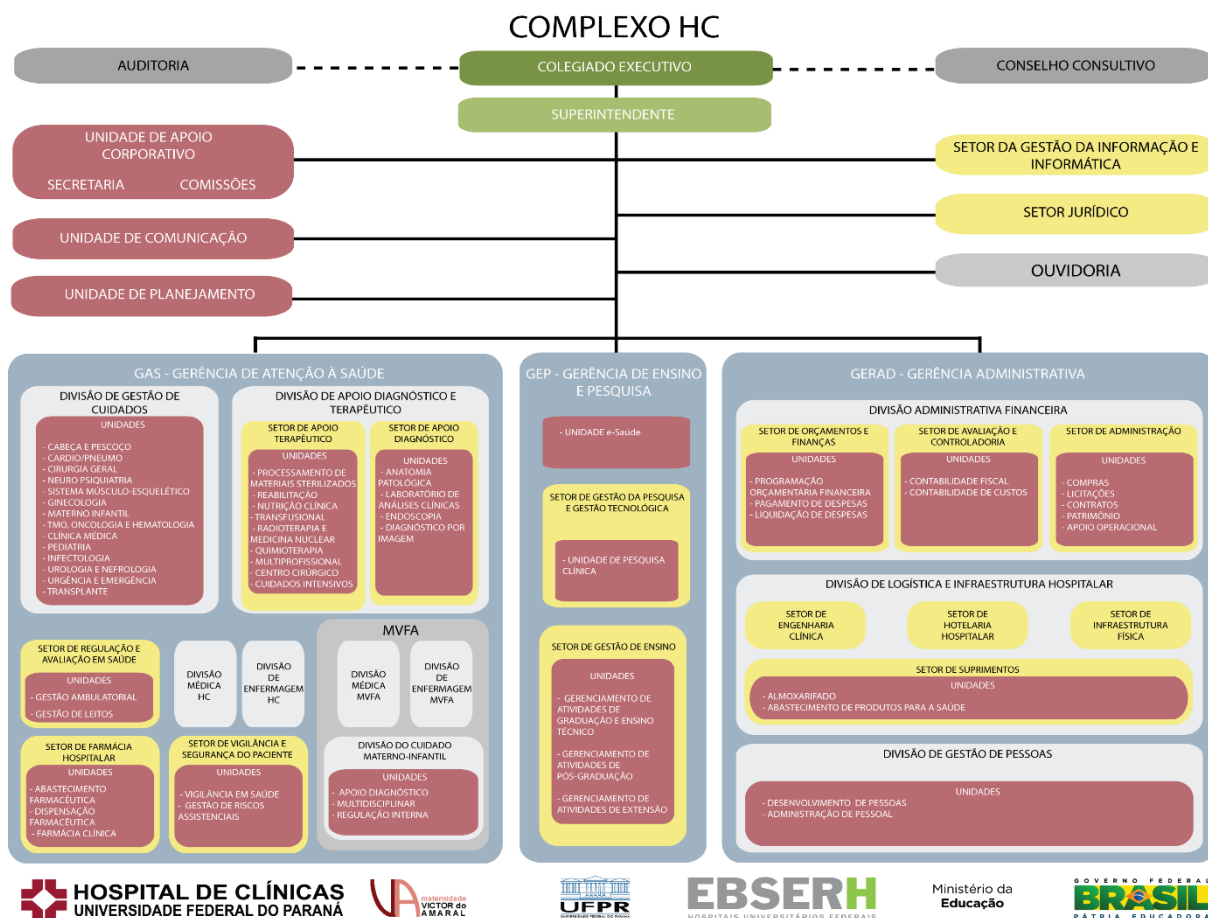 COMPLEXO HC
AUDITORIA
COLEGIADO EXECUTIVO
CONSELHO CONSULTIVO
SUPERINTENDENTE
UNIDADE DE APOIO
CORPORATIVO
SECRETARIA COMISSÕES
SETOR DA GESTÃO DA INFORMAÇÃO E
INFORMÁTICA
SETOR JURÍDICO
UNIDADE DE COMUNICAÇÃO
OUVIDORIA
UNIDADE DE PLANEJAMENTO
GAS - GERÊNCIA DE ATENÇÃO À SAÚDE
DIVISÃO DE GESTÃO DE
CUIDADOS
UNIDADES
- CABEÇA E PESCOÇO
- CARDIO/PNEUMO
- CIRURGIA GERAL
- NEURO PSIQUIATRIA
- SISTEMA MÚSCULO-ESQUELÉTICO
- GINECOLOGIA
- MATERNO INFANTIL
- TMO, ONCOLOGIA E HEMATOLOGIA
- CLÍNICA MÉDICA
- PEDIATRIA
- INFECTOLOGIA
- UROLOGIA E NEFROLOGIA
- URGÊNCIA E EMERGÊNCIA
- TRANSPLANTE
DIVISÃO DE APOIO DIAGNÓSTICO E
TERAPÊUTICO
SETOR DE APOIO
TERAPÊUTICO
UNIDADES
- PROCESSAMENTO DE
MATERIAIS STERILIZADOS
- REABILITAÇÃO
- NUTRIÇÃO CLÍNICA
- TRANSFUSIONAL
- RADIOTERAPIA E
MEDICINA NUCLEAR
- QUIMIOTERAPIA
- MULTIPROFISSIONAL
- CENTRO CIRÚRGICO
- CUIDADOS INTENSIVOS
SETOR DE APOIO
DIAGNÓSTICO
UNIDADES
- ANATOMIA
PATOLÓGICA
- LABORATÓRIO DE
ANÁLISES CLÍNICAS
- ENDOSCOPIA
- DIAGNÓSTICO POR
IMAGEM
SETOR DE REGULAÇÃO E
AVALIAÇÃO EM SAÚDE
UNIDADES
- GESTÃO AMBULATORIAL
- GESTÃO DE LEITOS
DIVISÃO
MÉDICA
HC
DIVISÃO
DE
ENFERMAGEM
HC
MVFA
DIVISÃO
MÉDICA
MVFA
DIVISÃO
DE
ENFERMAGEM
MVFA
SETOR DE FARMÁCIA
HOSPITALAR
UNIDADES
- ABASTECIMENTO
FARMACÊUTICA
- DISPENSAÇÃO
FARMACÊUTICA
- FARMÁCIA CLÍNICA
SETOR DE VIGILÂNCIA E
SEGURANÇA DO PACIENTE
UNIDADES
- VIGILÂNCIA EM SAÚDE
- GESTÃO DE RISCOS
ASSISTENCIAIS
DIVISÃO DO CUIDADO
MATERNO-INFANTIL
UNIDADES
- APOIO DIAGNÓSTICO
- MULTIDISCIPLINAR
- REGULAÇÃO INTERNA
GEP - GERÊNCIA DE ENSINO
E PESQUISA
- UNIDADE e-Saúde
SETOR DE GESTÃO DA PESQUISA
E GESTÃO TECNOLÓGICA
- UNIDADE DE PESQUISA
CLÍNICA
SETOR DE GESTÃO DE ENSINO
UNIDADES
- GERENCIAMENTO DE
ATIVIDADES DE
GRADUAÇÃO E ENSINO
TÉCNICO
- GERENCIAMENTO DE
ATIVIDADES DE
PÓS-GRADUAÇÃO
- GERENCIAMENTO DE
ATIVIDADES DE EXTENSÃO
GERAD - GERÊNCIA ADMINISTRATIVA
DIVISÃO ADMINISTRATIVA FINANCEIRA
SETOR DE ORÇAMENTOS E
FINANÇAS
UNIDADES
- PROGRAMAÇÃO
ORÇAMENTÁRIA FINANCEIRA
- PAGAMENTO DE DESPESAS
- LIQUIDAÇÃO DE DESPESAS
SETOR DE AVALIAÇÃO E
CONTROLADORIA
UNIDADES
- CONTABILIDADE FISCAL
- CONTABILIDADE DE CUSTOS
SETOR DE ADMINISTRAÇÃO
UNIDADES
- COMPRAS
- LICITAÇÕES
- CONTRATOS
- PATRIMÔNIO
- APOIO OPERACIONAL
DIVISÃO DE LOGÍSTICA E INFRAESTRUTURA HOSPITALAR
SETOR DE
ENGENHARIA
CLÍNICA
SETOR DE
HOTELARIA
HOSPITALAR
SETOR DE
INFRAESTRUTURA
FÍSICA
SETOR DE SUPRIMENTOS
UNIDADES
- ALMOXARIFADO
- ABASTECIMENTO DE PRODUTOS PARA A SAÚDE
DIVISÃO DE GESTÃO DE PESSOAS
UNIDADES
- DESENVOLVIMENTO DE PESSOAS
- ADMINISTRAÇÃO DE PESSOAL
HOSPITAL DE CLÍNICAS
UNIVERSIDADE FEDERAL DO PARANÁ
maternidade
VICTOR do
AMARAL
UFPR
UNIVERSIDADE FEDERAL DO PARANÁ
EBSERH
HOSPITAIS UNIVERSITÁRIOS FEDERAIS
Ministério da
Educação
GOVERNO FEDERAL
BRASIL
PÁTRIA EDUCADORA